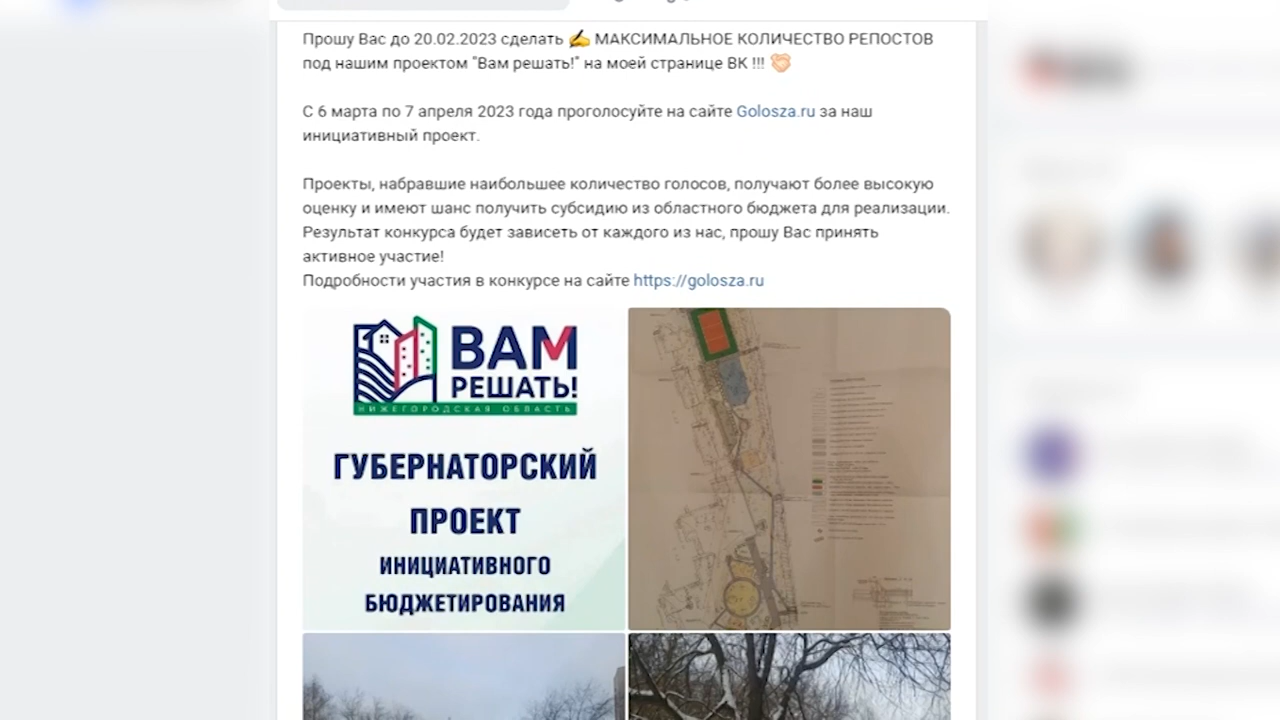 Прошу Вас до 20.02.2023 сделать ✍ МАКСИМАЛЬНОЕ КОЛИЧЕСТВО РЕПОСТОВ
под нашим проектом "Вам решать!" на моей странице ВК !!! 🤝
С 6 марта по 7 апреля 2023 года проголосуйте на сайте Golosza.ru за наш
инициативный проект.
Проекты, набравшие наибольшее количество голосов, получают более высокую
оценку и имеют шанс получить субсидию из областного бюджета для реализации.
Результат конкурса будет зависеть от каждого из нас, прошу Вас принять
активное участие!
Подробности участия в конкурсе на сайте https://golosza.ru
ВАМ
РЕШАТЬ!
НИЖЕГОРОДСКАЯ ОБЛАСТЬ
ГУБЕРНАТОРСКИЙ
ПРОЕКТ
ИНИЦИАТИВНОГО
БЮДЖЕТИРОВАНИЯ